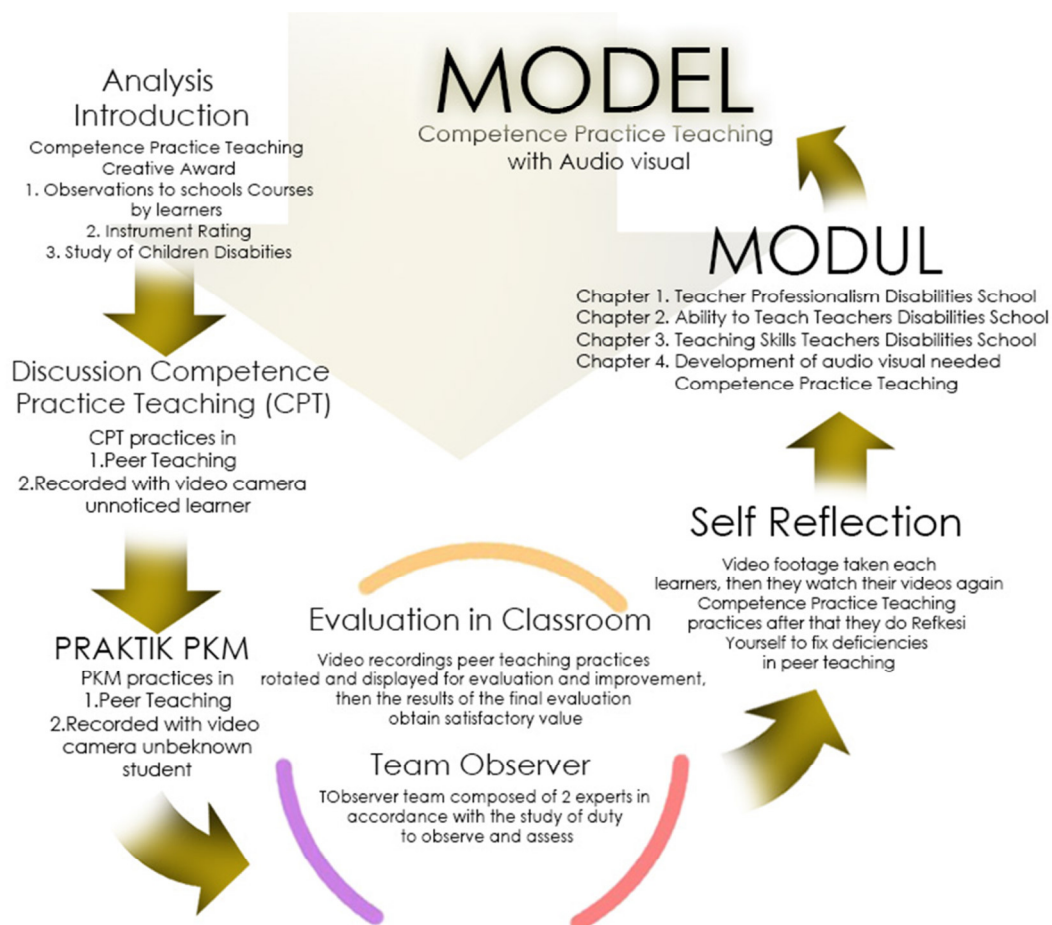 Analysis
Introduction
Competence Practice Teaching
Creative Award
1. Observations to schools Courses
by learners
2. Instrument Rating
3. Study of Children Disabities
Discussion Competence
Practice Teaching (CPT)
CPT practices in
1.Peer Teaching
2.Recorded with video camera
unnoticed learner
PRAKTIK PKM
PKM practices in
1.Peer Teaching
2.Recorded with video
camera unbeknown
student
Evaluation in Classroom
Video recordings peer teaching practices
rotated and displayed for evaluation and improvement,
then the results of the final evaluation
obtain satisfactory value
Team Observer
TObserver team composed of 2 experts in
accordance with the study of duty
to observe and assess
Self Reflection
Video footage taken each
learners, then they watch their videos again
Competence Practice Teaching
practices after that they do Refkesi
Yourself to fix deficiencies
in peer teaching
MODUL
Chapter 1. Teacher Professionalism Disabilities School
Chapter 2. Ability to Teach Teachers Disabilities School
Chapter 3. Teaching Skills Teachers Disabilities School
Chapter 4. Development of audio visual needed
Competence Practice Teaching
MODEL
Competence Practice Teaching
with Audio visual